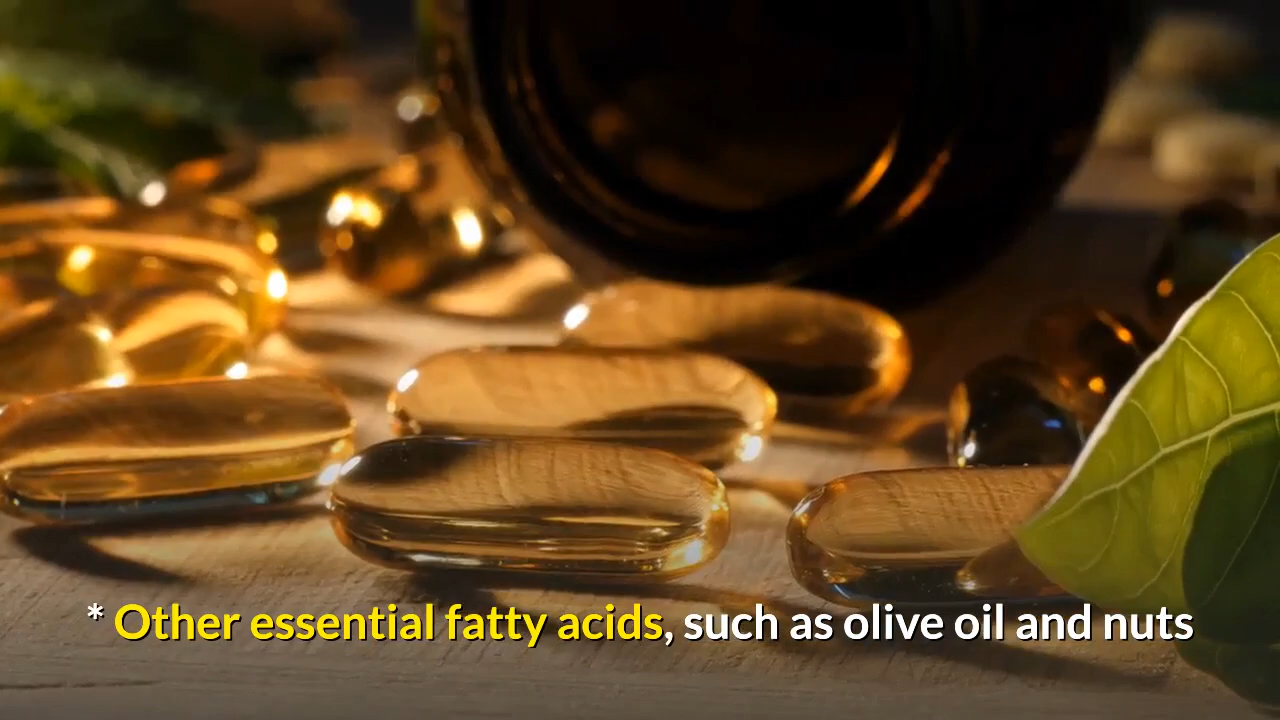 * Other essential fatty acids, such as olive oil and nuts